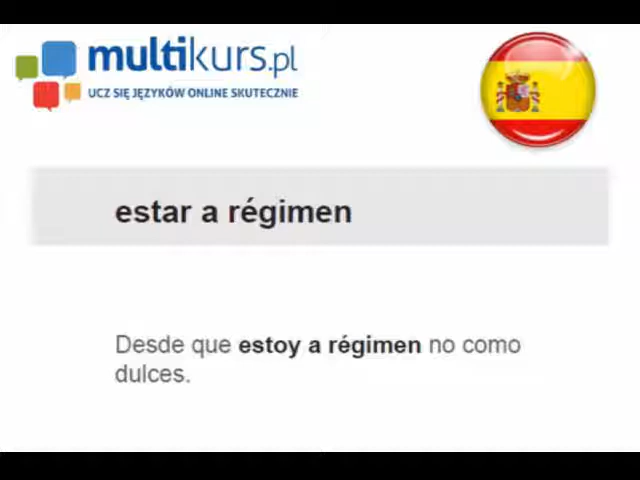 multikurs.pl
UCZ SIĘ JĘZYKÓW ONLINE SKUTECZNIE
estar a régimen
Desde que estoy a régimen no como
dulces.